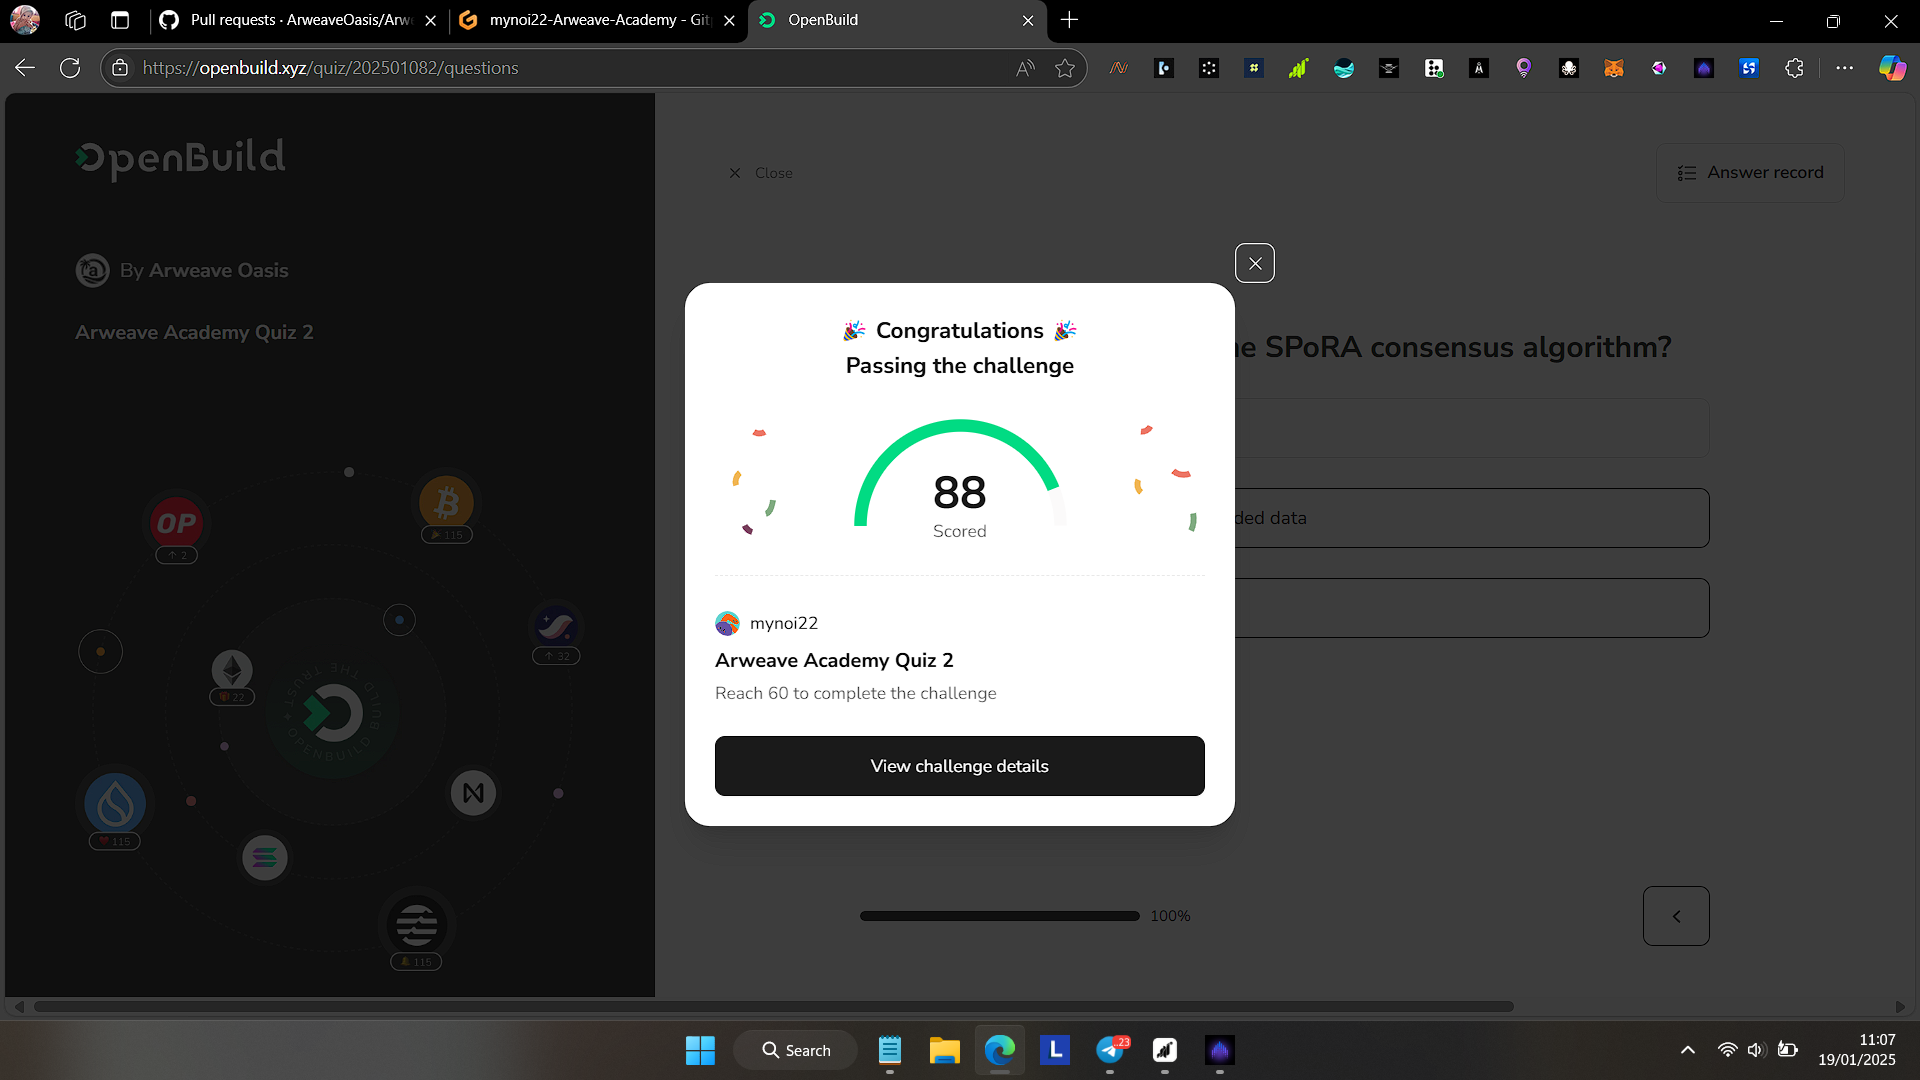 Pull requests · ArweaveOasis/Arwe
mynoi22-Arweave-Academy - Gitp
OpenBuild
https://openbuild.xyz/quiz/202501082/questions
OpenBuild
Close
Answer record
By Arweave Oasis
Arweave Academy Quiz 2
🎉 Congratulations 🎉
Passing the challenge
e SPoRA consensus algorithm?
88
Scored
ded data
OP
2
115
32
22
115
115
BUILD THE TRUST + OPENBUILD
mynoi22
Arweave Academy Quiz 2
Reach 60 to complete the challenge
View challenge details
100%
Search
L
23
11:07
19/01/2025